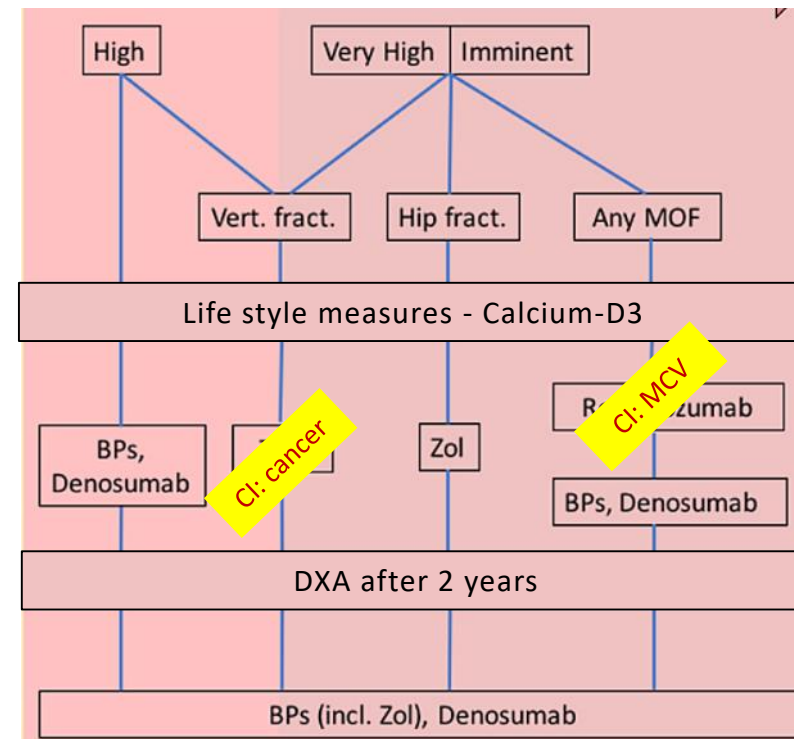 High
Very High Imminent
Vert. fract.
Hip fract.
Any MOF
Life style measures - Calcium-D3
CI: MCV
BPs,
Denosumab
CI: cancer
Zol
BPs, Denosumab
DXA after 2 years
BPs (incl. Zol), Denosumab